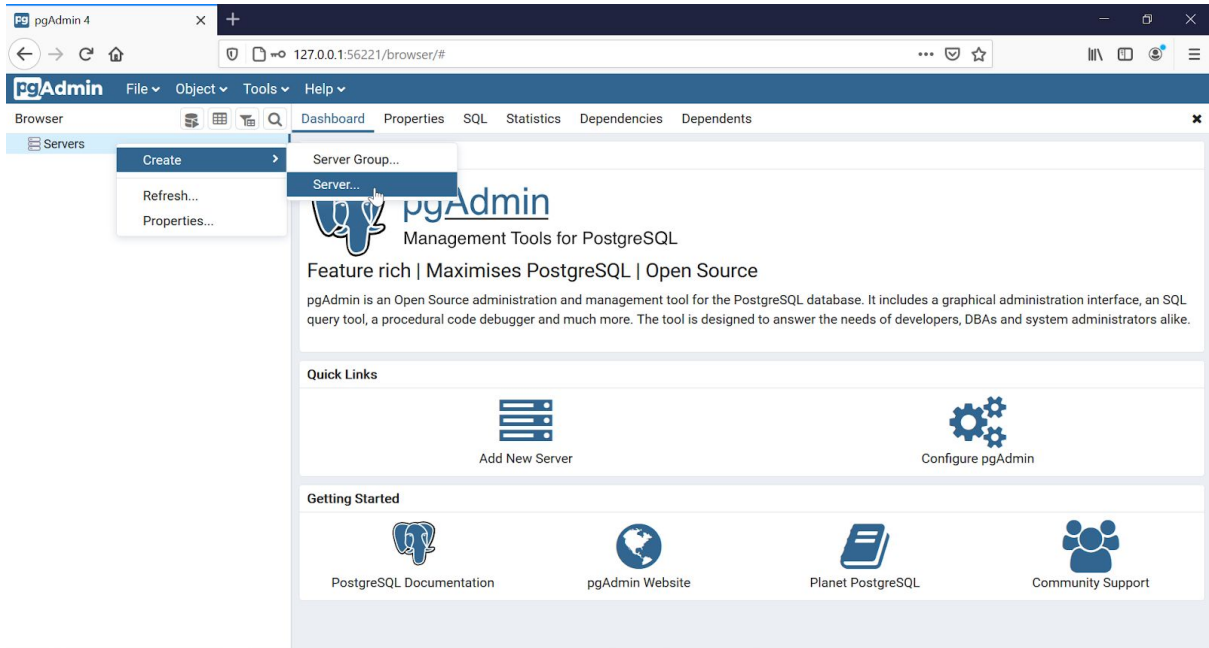 pgAdmin 4
127.0.0.1:56221/browser/#
pgAdmin File Object Tools Help
Browser
Dashboard Properties SQL Statistics Dependencies Dependents
Servers
Create
Refresh...
Properties...
Server Group...
Server...
pgAdmin
Management Tools for PostgreSQL
Feature rich | Maximises PostgreSQL | Open Source
pgAdmin is an Open Source administration and management tool for the PostgreSQL database. It includes a graphical administration interface, an SQL
query tool, a procedural code debugger and much more. The tool is designed to answer the needs of developers, DBAs and system administrators alike.
Quick Links
Add New Server
Configure pgAdmin
Getting Started
PostgreSQL Documentation
pgAdmin Website
Planet PostgreSQL
Community Support